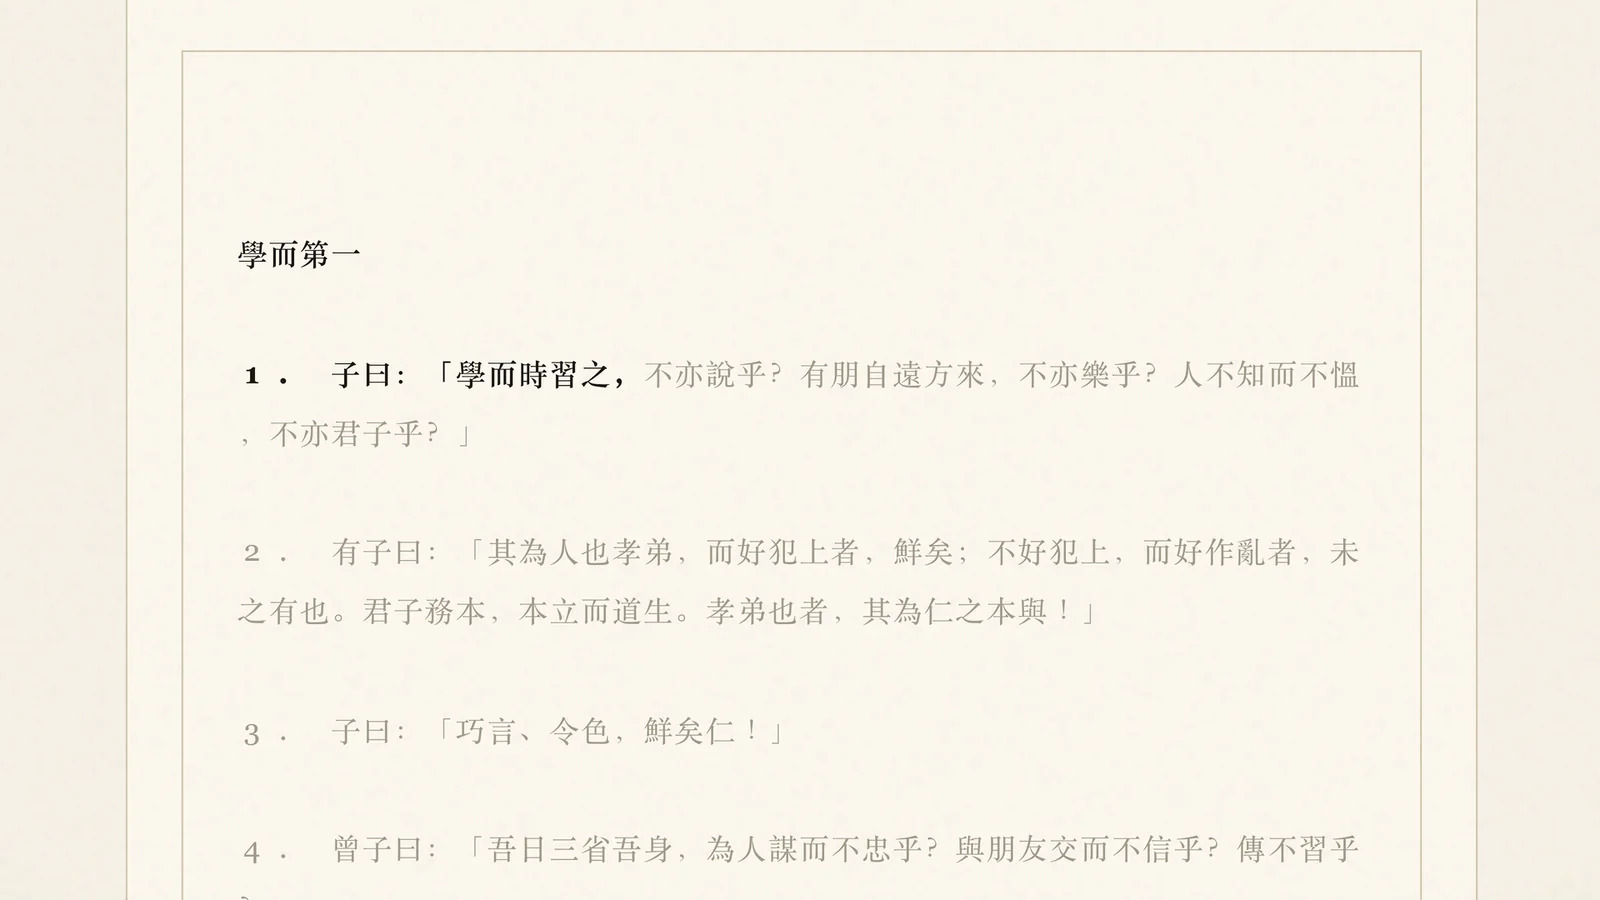 學而第一
1．　子曰：「學而時習之，不亦說乎？有朋自遠方來，不亦樂乎？人不知而不慍
，不亦君子乎？」
2．　有子曰：「其為人也孝弟，而好犯上者，鮮矣；不好犯上，而好作亂者，未
之有也。君子務本，本立而道生。孝弟也者，其為仁之本與！」
3．　子曰：「巧言、令色，鮮矣仁！」
4．　曾子曰：「吾日三省吾身，為人謀而不忠乎？與朋友交而不信乎？傳不習乎